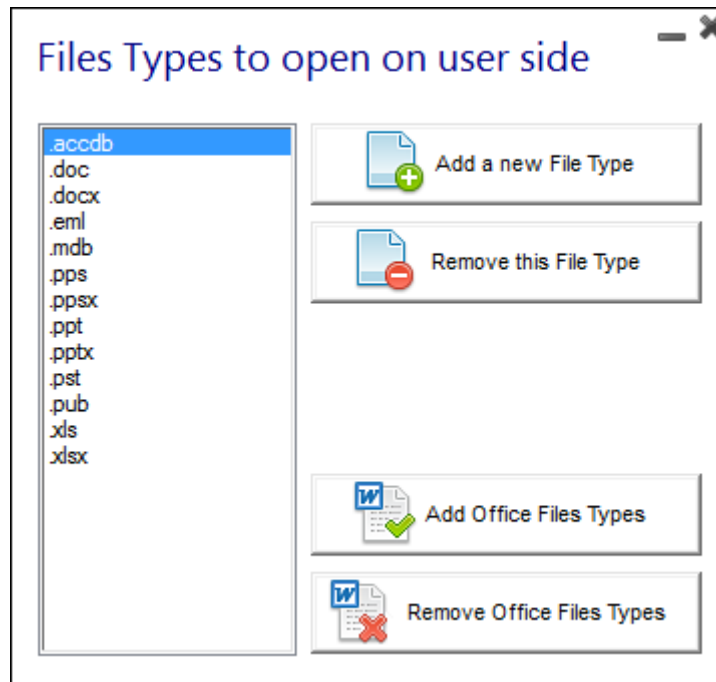 Files Types to open on user side
.accdb
.doc
.docx
.eml
.mdb
.pps
.ppsx
.ppt
.pptx
.pst
.pub
.xls
.xlsx
Add a new File Type
Remove this File Type
W
Add Office Files Types
W
Remove Office Files Types